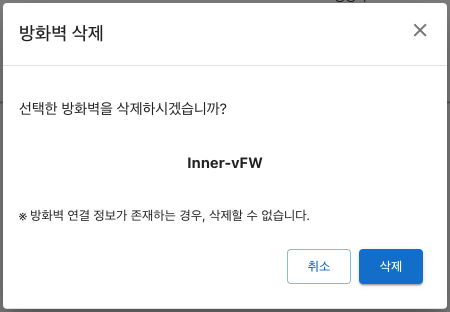 방화벽 삭제
선택한 방화벽을 삭제하시겠습니까?
Inner-vFW
※ 방화벽 연결 정보가 존재하는 경우, 삭제할 수 없습니다.
취소
삭제